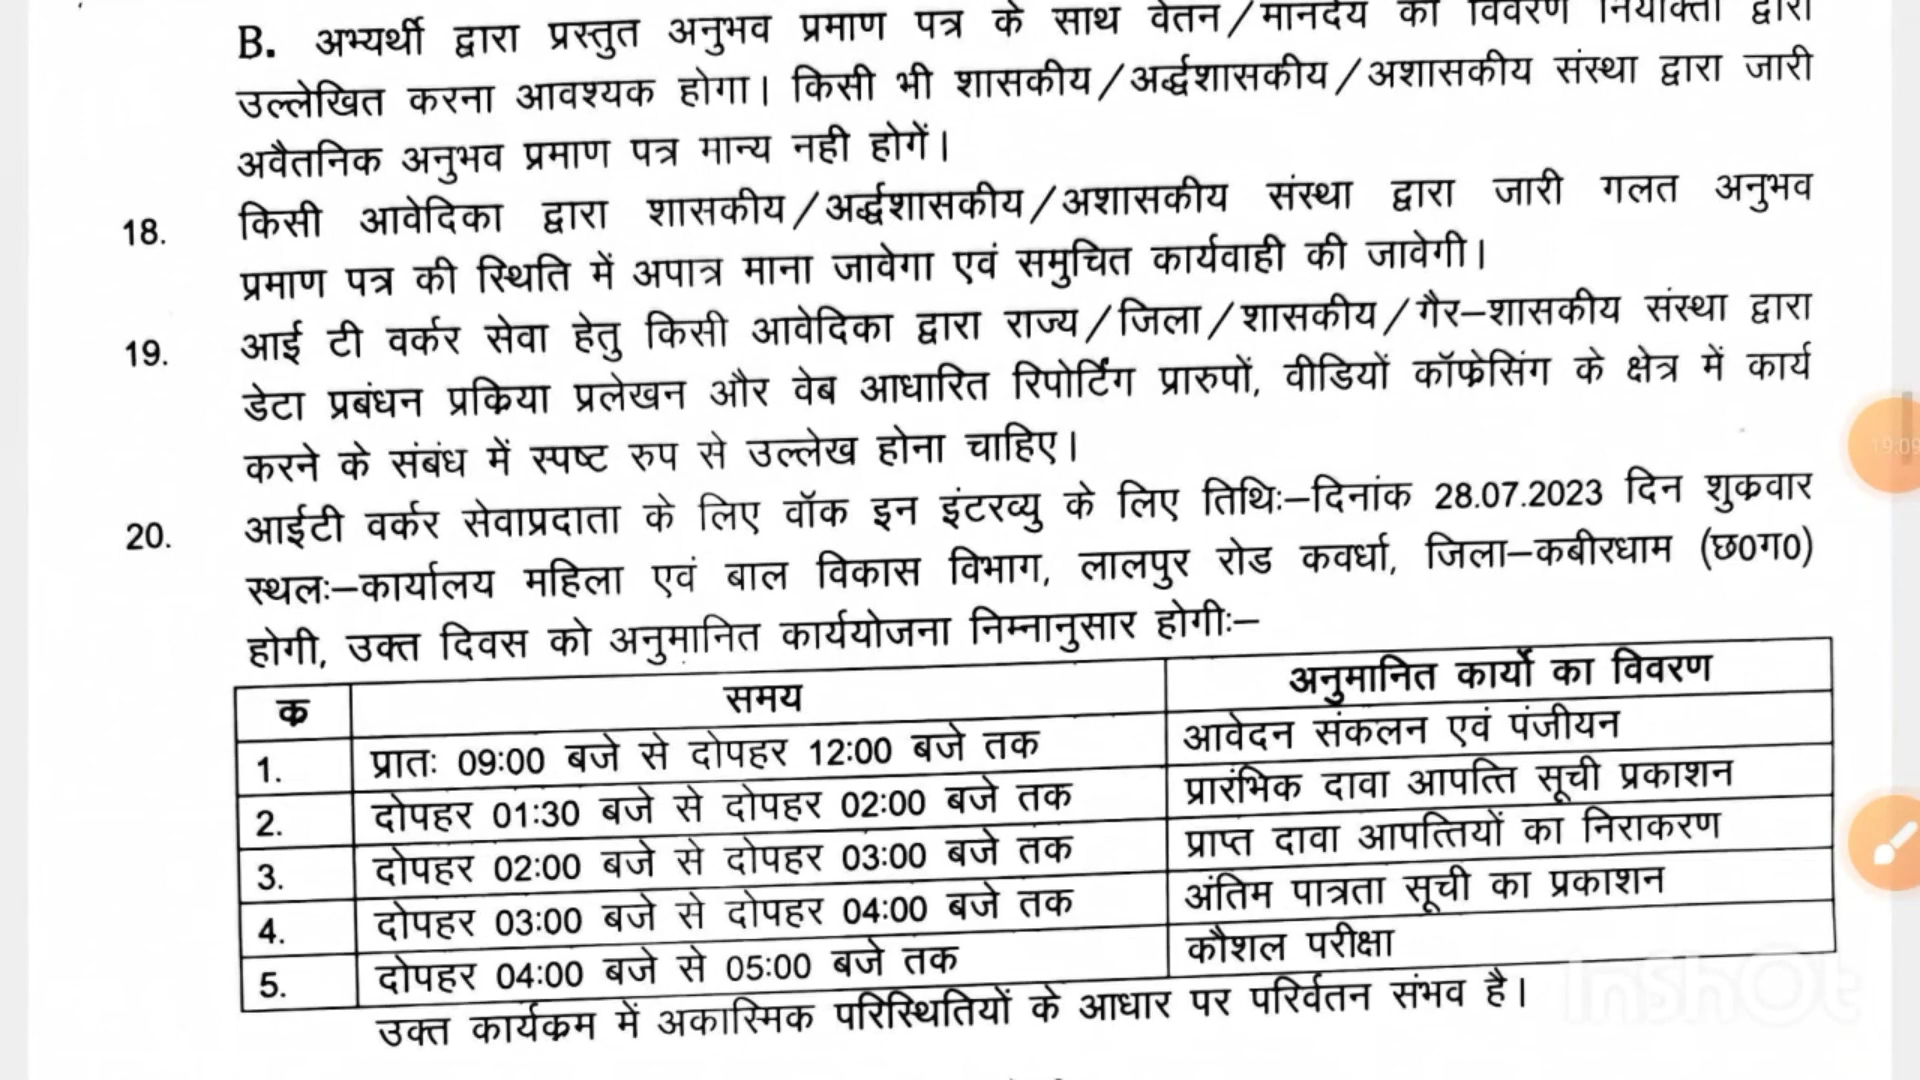 B. अभ्यर्थी द्वारा प्रस्तुत अनुभव प्रमाण पत्र के साथ वेतन/मानदेय का विवरण नियोक्ता द्वारा
उल्लेखित करना आवश्यक होगा। किसी भी शासकीय/अर्द्धशासकीय/अशासकीय संस्था द्वारा जारी
अवैतनिक अनुभव प्रमाण पत्र मान्य नही होगें।
18. किसी आवेदिका द्वारा शासकीय/अर्द्धशासकीय/अशासकीय संस्था द्वारा जारी गलत अनुभव
प्रमाण पत्र की स्थिति में अपात्र माना जावेगा एवं समुचित कार्यवाही की जावेगी।
19. आई टी वर्कर सेवा हेतु किसी आवेदिका द्वारा राज्य/जिला/शासकीय/गैर–शासकीय संस्था द्वारा
डेटा प्रबंधन प्रकिया प्रलेखन और वेब आधारित रिपोर्टिंग प्रारुपों, वीडियों कॉफ्रेसिंग के क्षेत्र में कार्य
करने के संबंध में स्पष्ट रुप से उल्लेख होना चाहिए।
20. आईटी वर्कर सेवाप्रदाता के लिए वॉक इन इंटरव्यु के लिए तिथिः–दिनांक 28.07.2023 दिन शुकवार
स्थलः–कार्यालय महिला एवं बाल विकास विभाग, लालपुर रोड कवर्धा, जिला–कबीरधाम (छ0ग0)
होगी, उक्त दिवस को अनुमानित कार्ययोजना निम्नानुसार होगीः–
क समय अनुमानित कार्यो का विवरण
1. प्रातः 09:00 बजे से दोपहर 12:00 बजे तक आवेदन संकलन एवं पंजीयन
2. दोपहर 01:30 बजे से दोपहर 02:00 बजे तक प्रारंभिक दावा आपत्ति सूची प्रकाशन
3. दोपहर 02:00 बजे से दोपहर 03:00 बजे तक प्राप्त दावा आपत्तियों का निराकरण
4. दोपहर 03:00 बजे से दोपहर 04:00 बजे तक अंतिम पात्रता सूची का प्रकाशन
5. दोपहर 04:00 बजे से 05:00 बजे तक कौशल परीक्षा
उक्त कार्यकम में अकास्मिक परिस्थितियों के आधार पर परिर्वतन संभव है।
19:09
InShOt